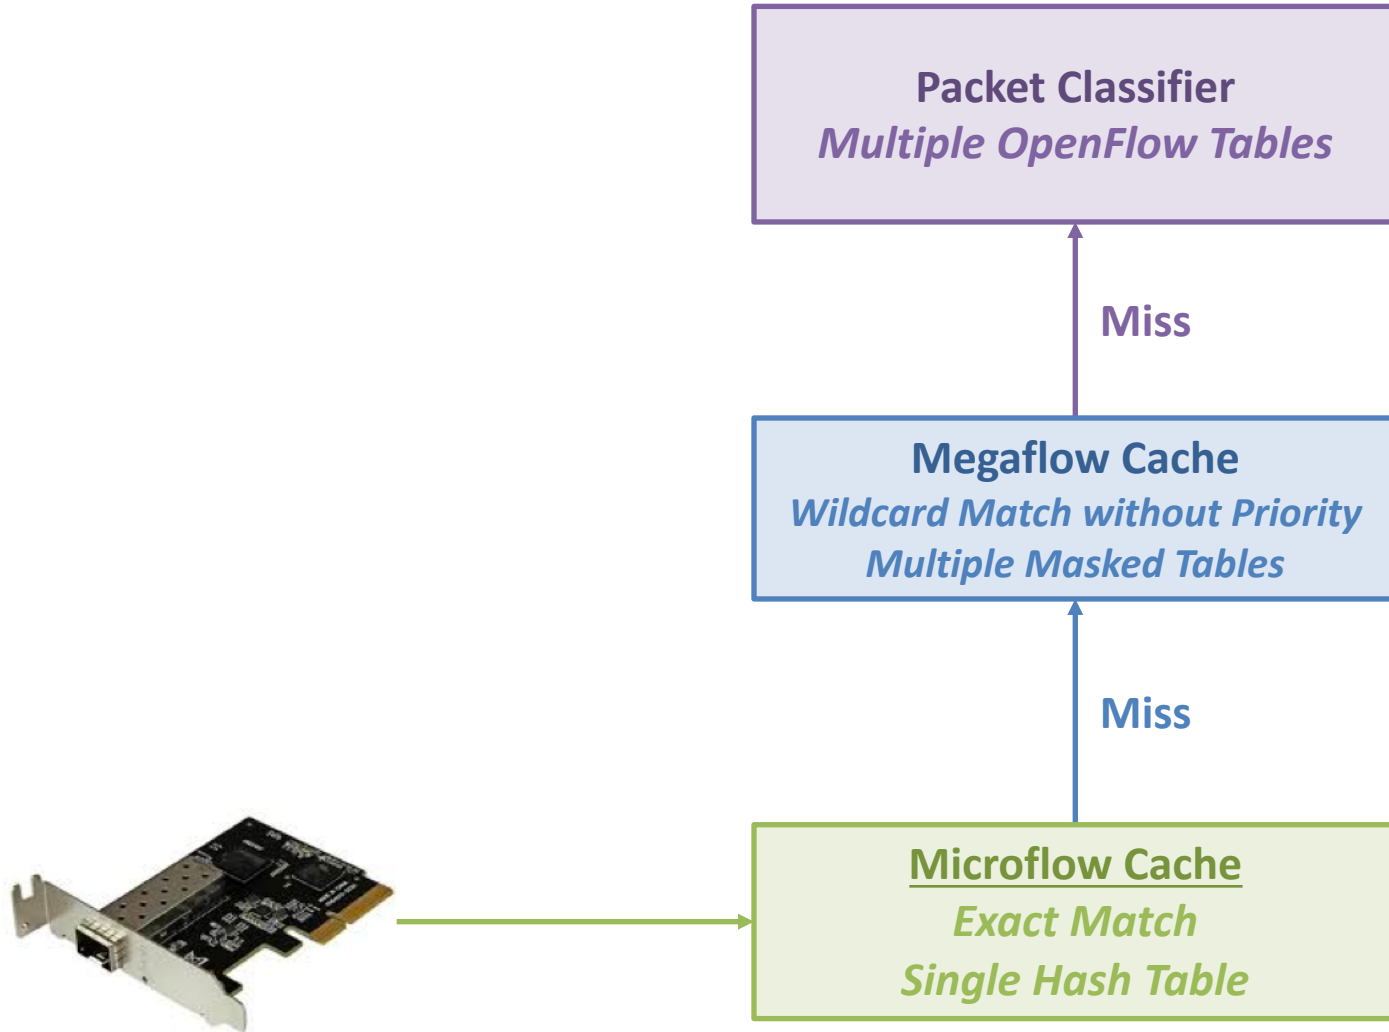 Packet Classifier
Multiple OpenFlow Tables
Miss
Megaflow Cache
Wildcard Match without Priority
Multiple Masked Tables
Miss
Microflow Cache
Exact Match
Single Hash Table